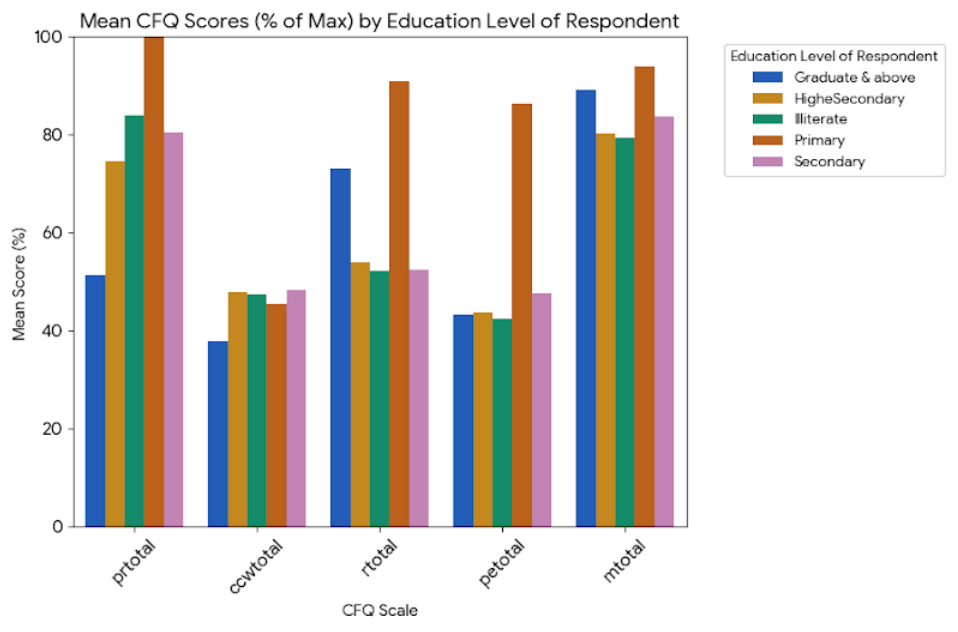 Mean CFQ Scores (% of Max) by Education Level of Respondent
100
80
60
40
20
0
Mean Score (%)
prtotal
ccwtotal
rtotal
petotal
mtotal
CFQ Scale
Education Level of Respondent
Graduate & above
HigheSecondary
Illiterate
Primary
Secondary